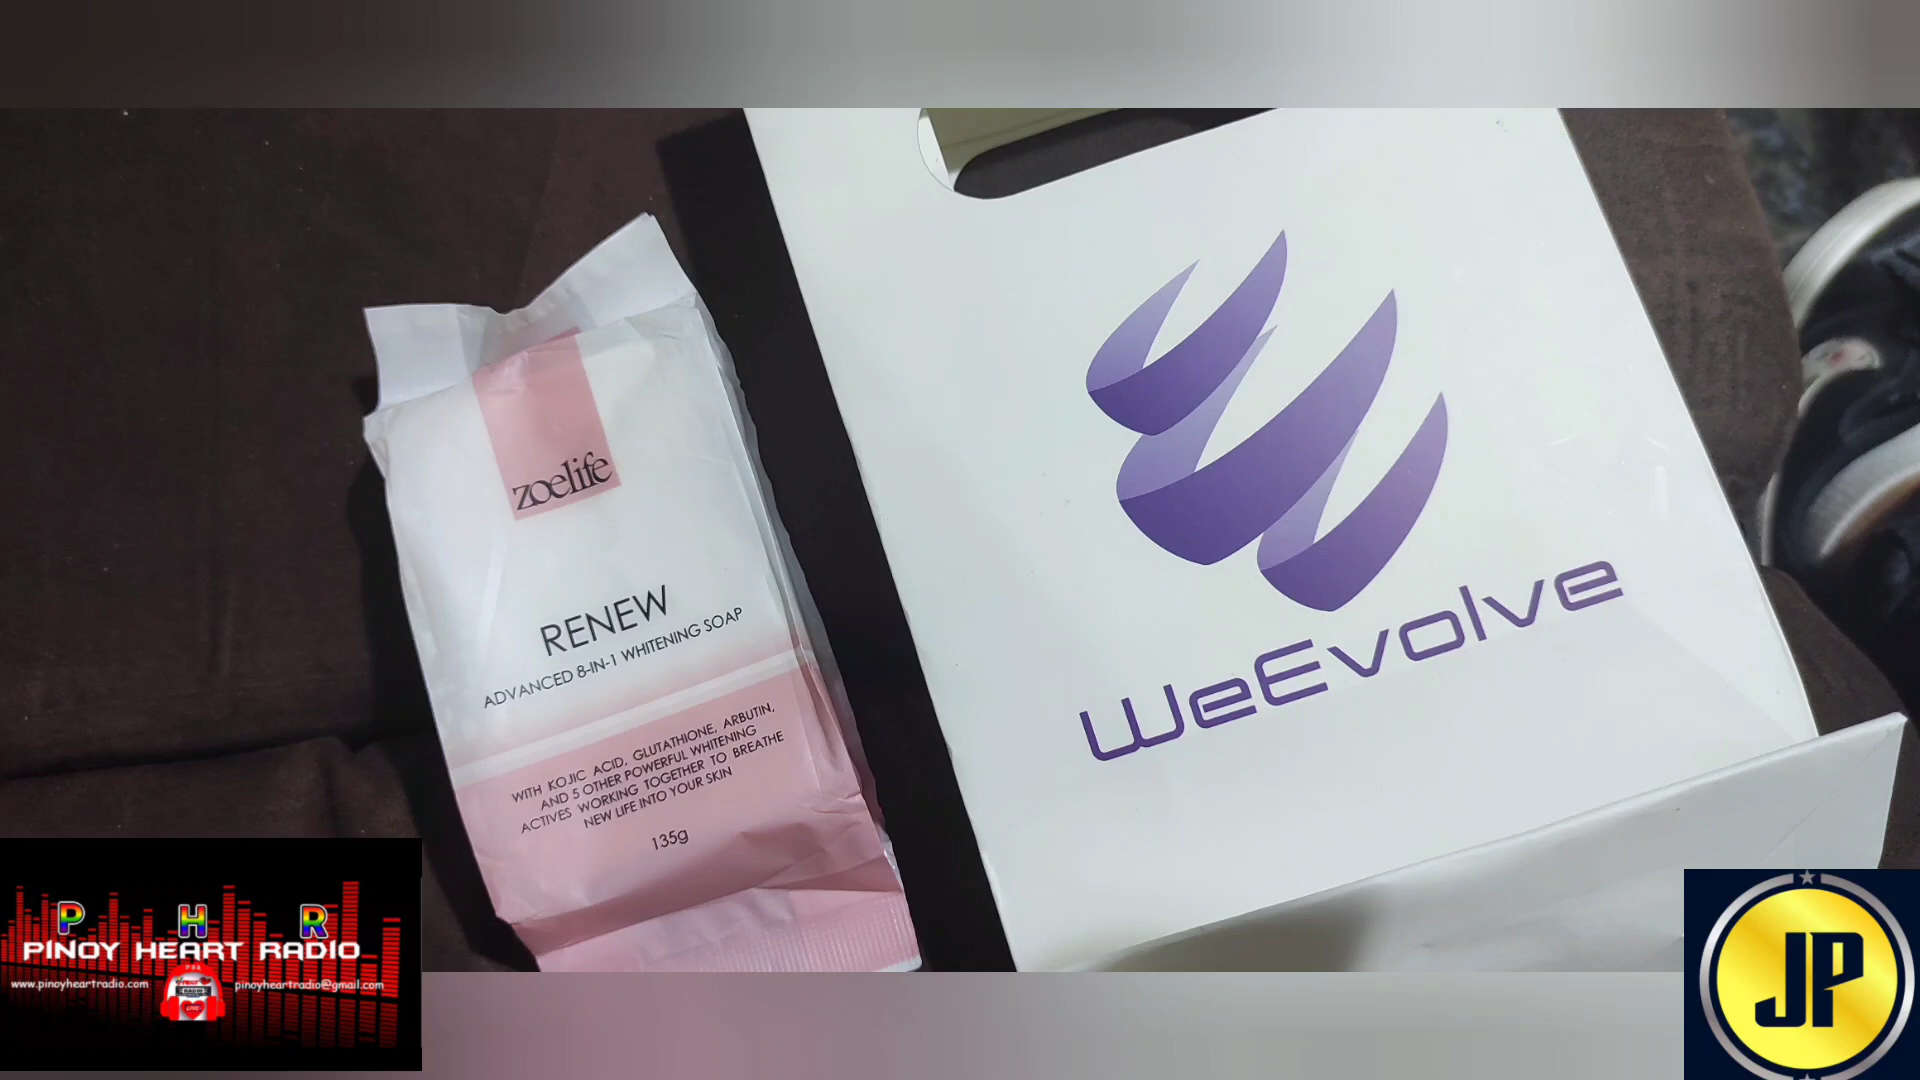 zoelife
RENEW
ADVANCED 8-IN-1 WHITENING SOAP
WITH KOJIC ACID, GLUTATHIONE, ARBUTIN,
AND 5 OTHER POWERFUL WHITENING
ACTIVES WORKING TOGETHER TO BREATHE
NEW LIFE INTO YOUR SKIN
135g
WeEvolve
P H R
PINOY HEART RADIO
www.pinoyheartradio.com
pinoyheartradio@gmail.com
JP